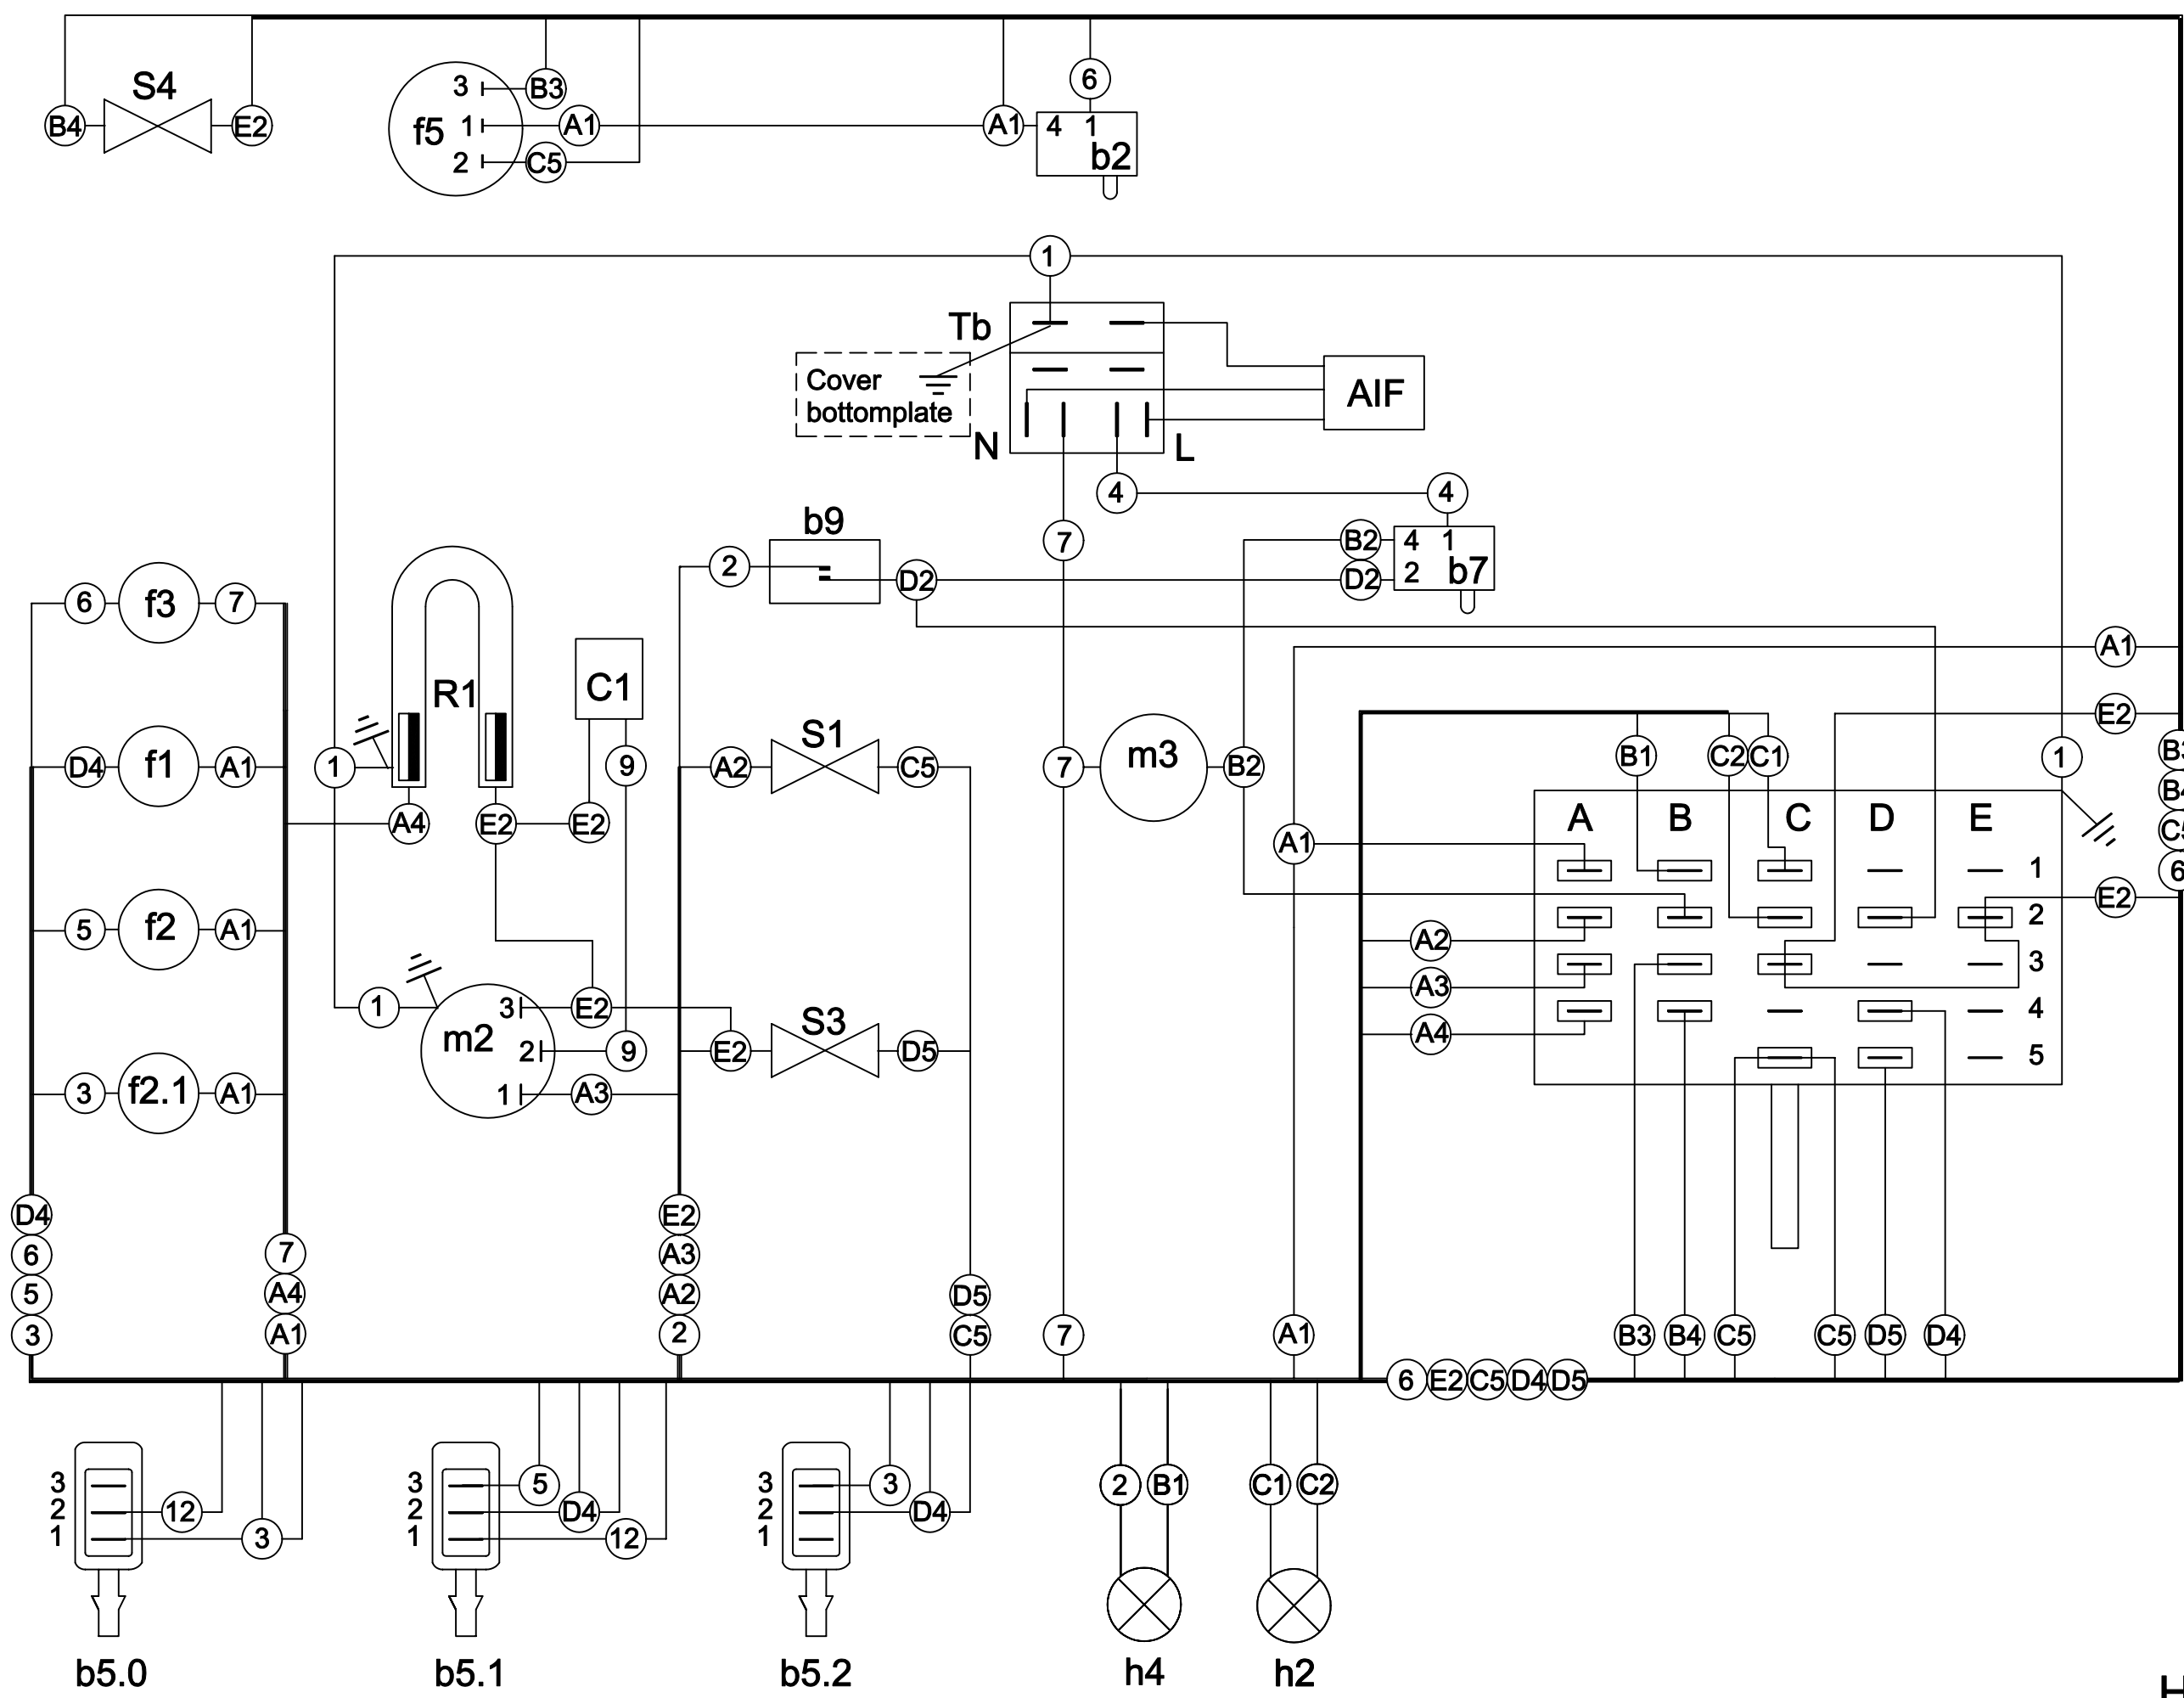 S4
B4
E2
f5
3
1
2
B3
A1
C5
A1
6
4 1
b2
1
Tb
Cover
bottomplate
N
L
AIF
4
4
b9
2
D2
7
B2
D2
4 1
2
b7
6
f3
7
R1
C1
A1
D4
f1
A1
1
9
A2
S1
C5
7
m3
B2
E2
B1
C2
C1
1
A4
E2
E2
A1
A B C D E
1
2
3
4
5
E2
5
f2
A1
A2
A3
A4
1
m2
3
2
1
E2
9
A3
E2
S3
D5
3
f2.1
A1
D4
6
5
3
7
A4
A1
E2
A3
A2
2
D5
C5
7
A1
B3
B4
C5
C5
D5
D4
6
E2
C5
D4
D5
3
2
1
12
3
3
2
1
5
D4
12
3
2
1
3
D4
2
B1
C1
C2
b5.0
b5.1
b5.2
h4
h2